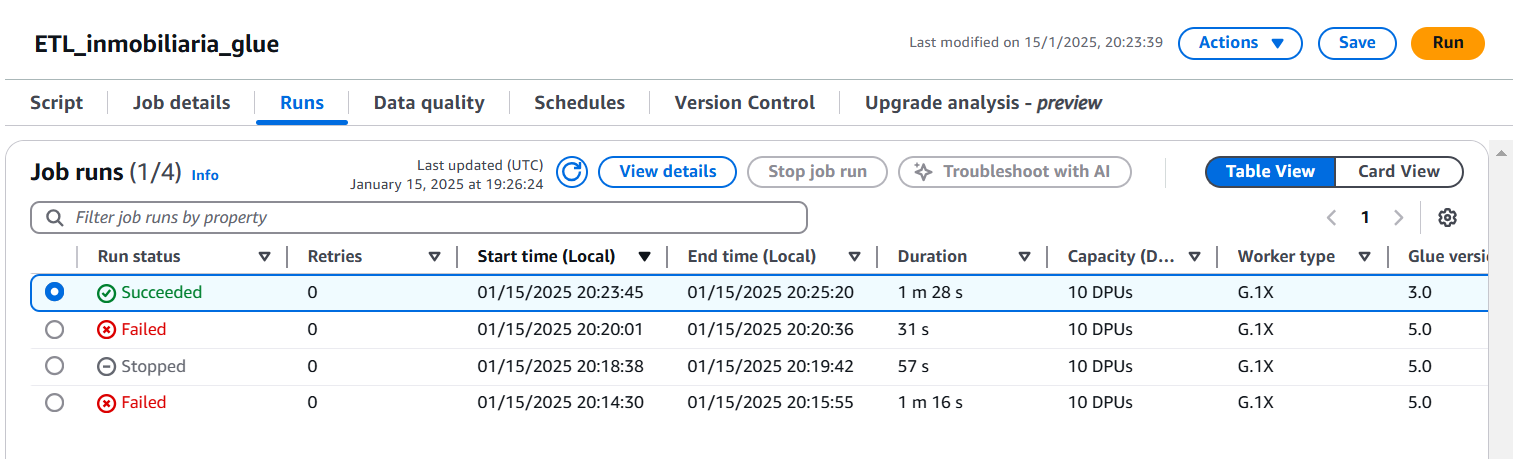 ETL_inmobiliaria_glue
Last modified on 15/1/2025, 20:23:39
Actions
Save
Run
Script
Job details
Runs
Data quality
Schedules
Version Control
Upgrade analysis - preview
Job runs (1/4) Info
Last updated (UTC)
January 15, 2025 at 19:26:24
View details
Stop job run
Troubleshoot with AI
Table View
Card View
Filter job runs by property
1
Run status Retries Start time (Local) End time (Local) Duration Capacity (D... Worker type Glue versi
Succeeded 0 01/15/2025 20:23:45 01/15/2025 20:25:20 1 m 28 s 10 DPUs G.1X 3.0
Failed 0 01/15/2025 20:20:01 01/15/2025 20:20:36 31 s 10 DPUs G.1X 5.0
Stopped 0 01/15/2025 20:18:38 01/15/2025 20:19:42 57 s 10 DPUs G.1X 5.0
Failed 0 01/15/2025 20:14:30 01/15/2025 20:15:55 1 m 16 s 10 DPUs G.1X 5.0